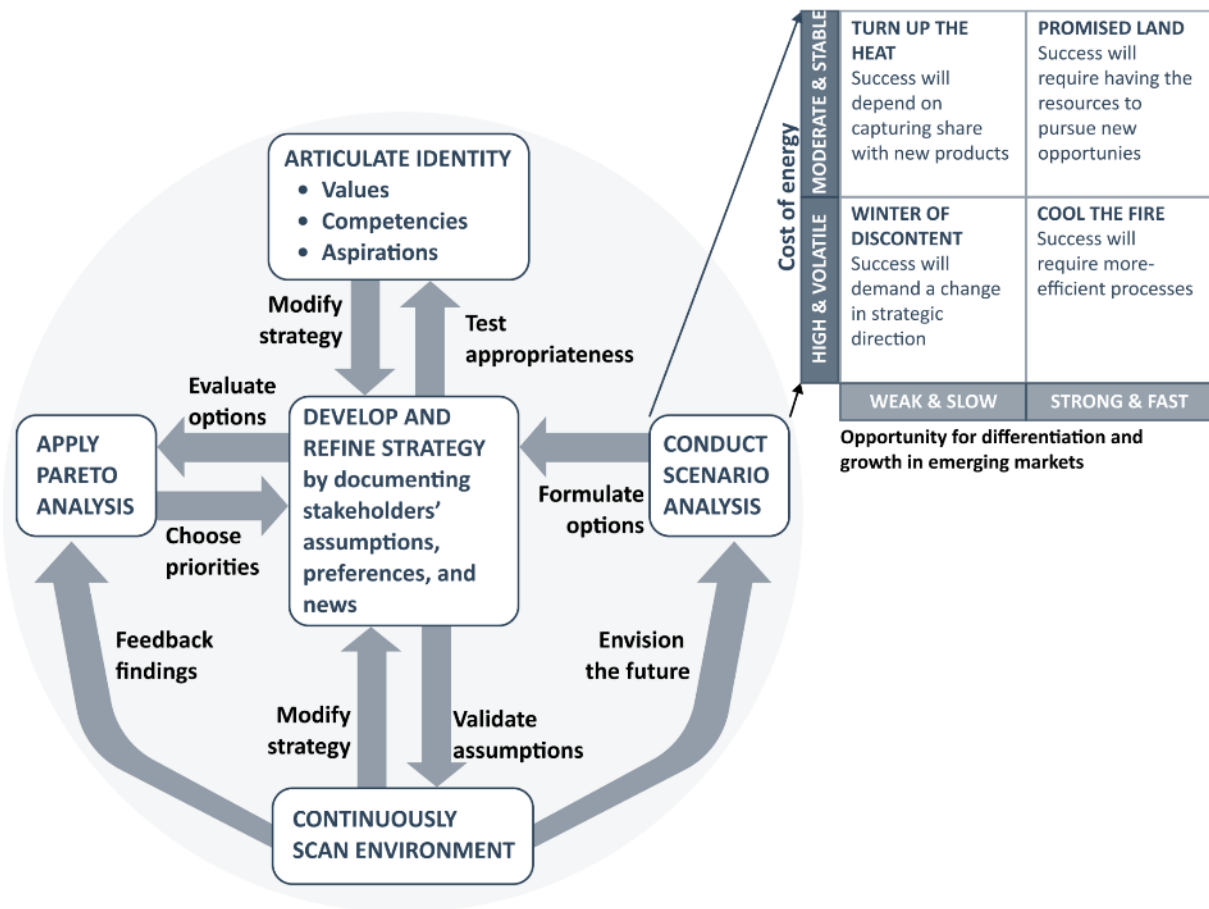 ARTICULATE IDENTITY
• Values
• Competencies
• Aspirations
Modify
strategy
Test
appropriateness
Evaluate
options
APPLY
PARETO
ANALYSIS
Choose
priorities
DEVELOP AND
REFINE STRATEGY
by documenting
stakeholders’
assumptions,
preferences, and
news
Formulate
options
CONDUCT
SCENARIO
ANALYSIS
Feedback
findings
Envision
the future
Modify
strategy
Validate
assumptions
CONTINUOUSLY
SCAN ENVIRONMENT
Cost of energy
MODERATE & STABLE
TURN UP THE
HEAT
Success will
depend on
capturing share
with new products
PROMISED LAND
Success will
require having the
resources to
pursue new
opportunies
HIGH & VOLATILE
WINTER OF
DISCONTENT
Success will
demand a change
in strategic
direction
COOL THE FIRE
Success will
require more-
efficient processes
WEAK & SLOW
STRONG & FAST
Opportunity for differentiation and
growth in emerging markets